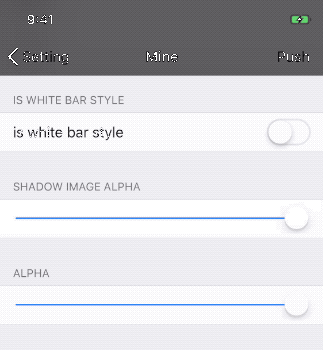 9:41
Setting Mine Push
IS WHITE BAR STYLE
is white bar style
SHADOW IMAGE ALPHA
ALPHA